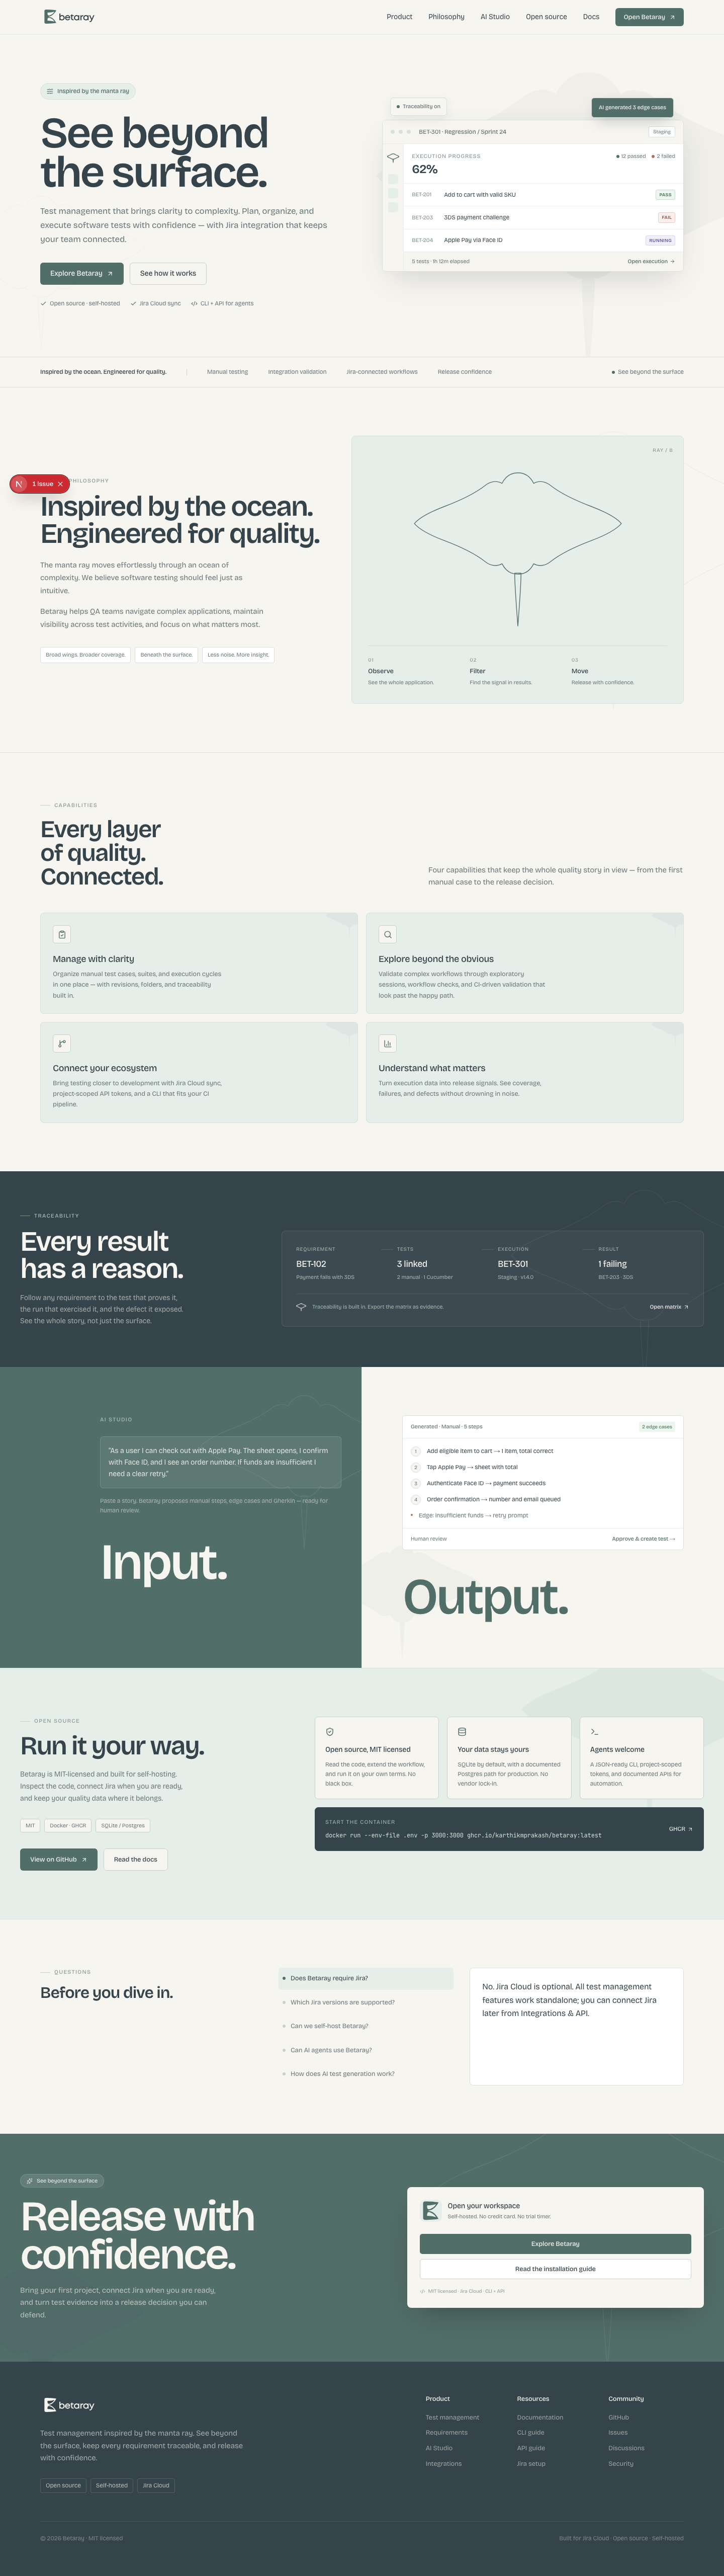 betaray
Product Philosophy AI Studio Open source Docs Open Betaray
Inspired by the manta ray
See beyond
the surface.
Test management that brings clarity to complexity. Plan, organize, and
execute software tests with confidence — with Jira integration that keeps
your team connected.
Explore Betaray See how it works
Open source · self-hosted Jira Cloud sync CLI + API for agents
Traceability on
AI generated 3 edge cases
BET-301 · Regression / Sprint 24 Staging
EXECUTION PROGRESS 12 passed 2 failed
62%
BET-201 Add to cart with valid SKU PASS
BET-203 3DS payment challenge FAIL
BET-204 Apple Pay via Face ID RUNNING
5 tests · 1h 12m elapsed Open execution →
Inspired by the ocean. Engineered for quality. Manual testing Integration validation Jira-connected workflows Release confidence See beyond the surface
1 Issue
PHILOSOPHY
Inspired by the ocean.
Engineered for quality.
The manta ray moves effortlessly through an ocean of
complexity. We believe software testing should feel just as
intuitive.
Betaray helps QA teams navigate complex applications, maintain
visibility across test activities, and focus on what matters most.
Broad wings. Broader coverage. Beneath the surface. Less noise. More insight.
RAY / B
01 02 03
Observe Filter Move
See the whole application. Find the signal in results. Release with confidence.
CAPABILITIES
Every layer
of quality.
Connected.
Four capabilities that keep the whole quality story in view — from the first
manual case to the release decision.
Manage with clarity
Organize manual test cases, suites, and execution cycles
in one place — with revisions, folders, and traceability
built in.
Explore beyond the obvious
Validate complex workflows through exploratory
sessions, workflow checks, and CI-driven validation that
look past the happy path.
Connect your ecosystem
Bring testing closer to development with Jira Cloud sync,
project-scoped API tokens, and a CLI that fits your CI
pipeline.
Understand what matters
Turn execution data into release signals. See coverage,
failures, and defects without drowning in noise.
TRACEABILITY
Every result
has a reason.
Follow any requirement to the test that proves it,
the run that exercised it, and the defect it exposed.
See the whole story, not just the surface.
REQUIREMENT TESTS EXECUTION RESULT
BET-102 3 linked BET-301 1 failing
Payment fails with 3DS 2 manual · 1 Cucumber Staging · v1.4.0 BET-203 · 3DS
Traceability is built in. Export the matrix as evidence. Open matrix
AI STUDIO
"As a user I can check out with Apple Pay. The sheet opens, I confirm
with Face ID, and I see an order number. If funds are insufficient I
need a clear retry."
Paste a story. Betaray proposes manual steps, edge cases and Gherkin — ready for
human review.
Input.
Generated · Manual · 5 steps 2 edge cases
1 Add eligible item to cart → 1 item, total correct
2 Tap Apple Pay → sheet with total
3 Authenticate Face ID → payment succeeds
4 Order confirmation → number and email queued
• Edge: insufficient funds → retry prompt
Human review Approve & create test →
Output.
OPEN SOURCE
Run it your way.
Betaray is MIT-licensed and built for self-hosting.
Inspect the code, connect Jira when you are ready,
and keep your quality data where it belongs.
MIT Docker · GHCR SQLite / Postgres
View on GitHub Read the docs
Open source, MIT licensed
Read the code, extend the workflow,
and run it on your own terms. No
black box.
Your data stays yours
SQLite by default, with a documented
Postgres path for production. No
vendor lock-in.
Agents welcome
A JSON-ready CLI, project-scoped
tokens, and documented APIs for
automation.
START THE CONTAINER
docker run --env-file .env -p 3000:3000 ghcr.io/karthikmprakash/betaray:latest
GHCR
QUESTIONS
Before you dive in.
Does Betaray require Jira?
Which Jira versions are supported?
Can we self-host Betaray?
Can AI agents use Betaray?
How does AI test generation work?
No. Jira Cloud is optional. All test management
features work standalone; you can connect Jira
later from Integrations & API.
See beyond the surface
Release with
confidence.
Bring your first project, connect Jira when you are ready,
and turn test evidence into a release decision you can
defend.
Open your workspace
Self-hosted. No credit card. No trial timer.
Explore Betaray
Read the installation guide
MIT licensed · Jira Cloud · CLI + API
betaray
Test management inspired by the manta ray. See beyond
the surface, keep every requirement traceable, and release
with confidence.
Open source Self-hosted Jira Cloud
Product
Test management
Requirements
AI Studio
Integrations
Resources
Documentation
CLI guide
API guide
Jira setup
Community
GitHub
Issues
Discussions
Security
© 2026 Betaray · MIT licensed
Built for Jira Cloud · Open source · Self-hosted